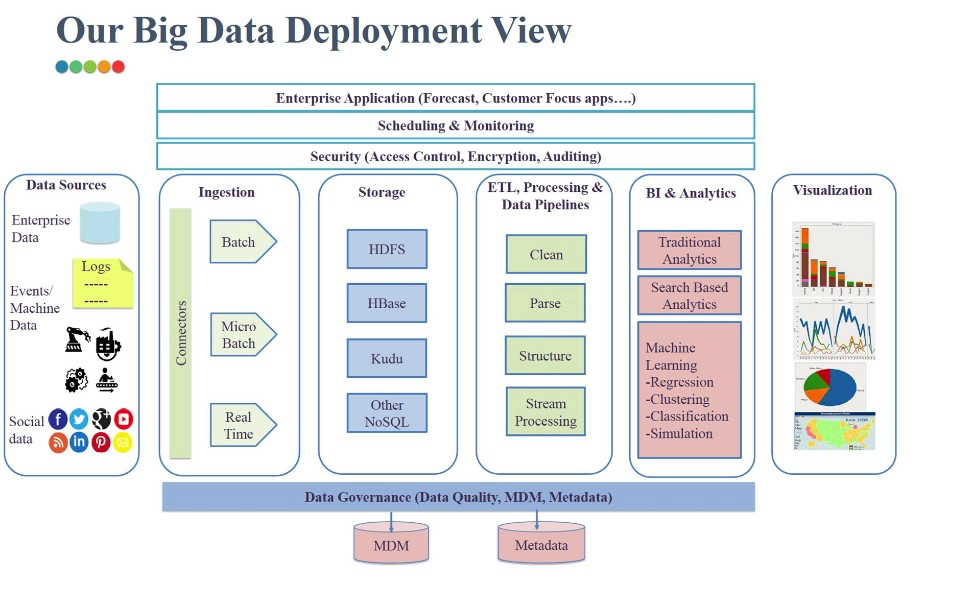 Our Big Data Deployment View
Enterprise Application (Forecast, Customer Focus apps….)
Scheduling & Monitoring
Security (Access Control, Encryption, Auditing)
Data Sources
Enterprise
Data
Logs
-----
-----
Events/
Machine
Data
Social
data
Ingestion
Connectors
Batch
Micro
Batch
Real
Time
Storage
HDFS
HBase
Kudu
Other
NoSQL
ETL, Processing &
Data Pipelines
Clean
Parse
Structure
Stream
Processing
BI & Analytics
Traditional
Analytics
Search Based
Analytics
Machine
Learning
-Regression
-Clustering
-Classification
-Simulation
Visualization
Data Governance (Data Quality, MDM, Metadata)
MDM
Metadata